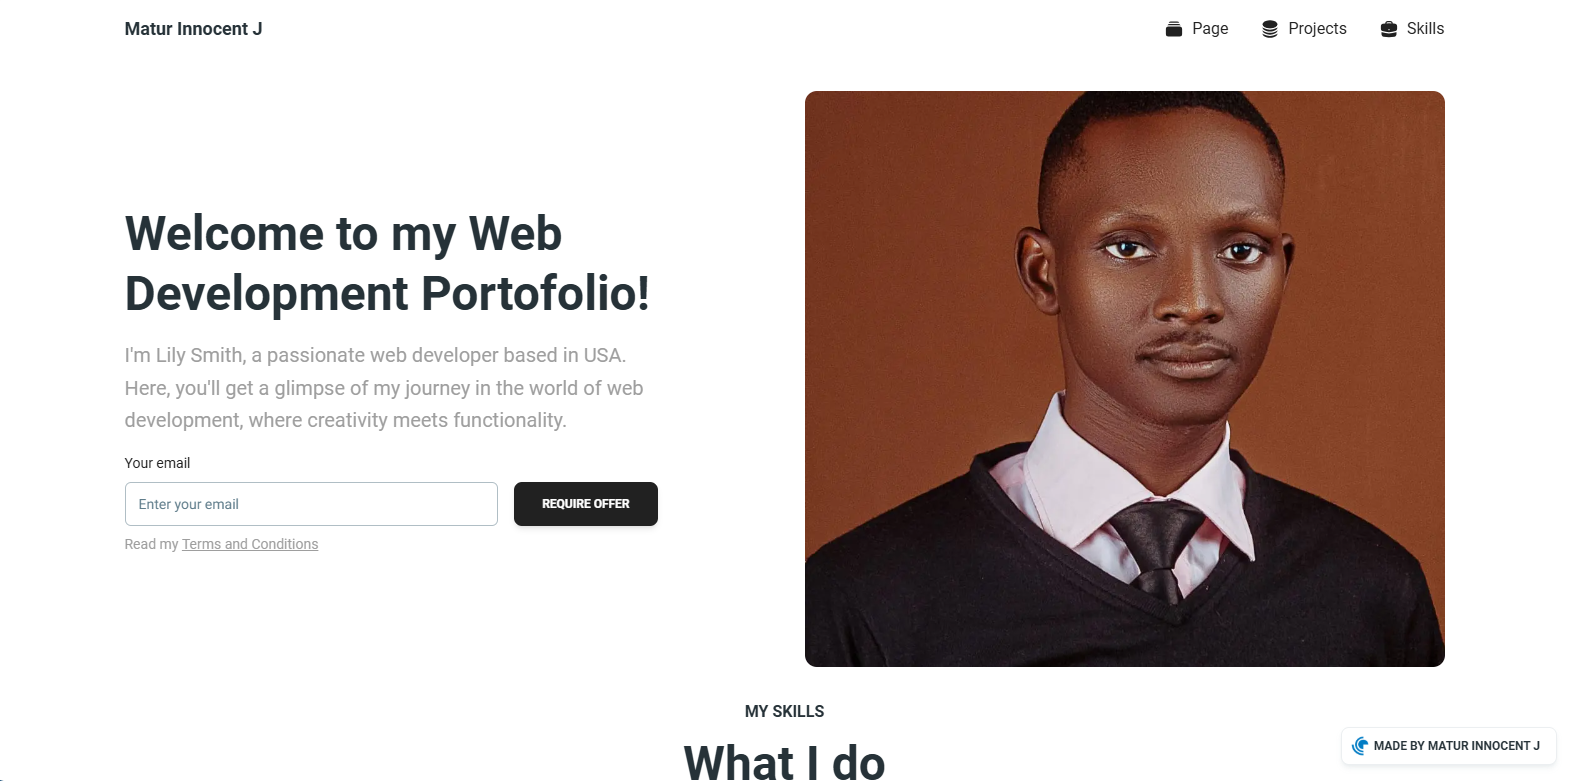 Matur Innocent J
Page
Projects
Skills
Welcome to my Web
Development Portofolio!
I'm Lily Smith, a passionate web developer based in USA.
Here, you'll get a glimpse of my journey in the world of web
development, where creativity meets functionality.
Your email
Enter your email
REQUIRE OFFER
Read my Terms and Conditions
MY SKILLS
What I do
MADE BY MATUR INNOCENT J